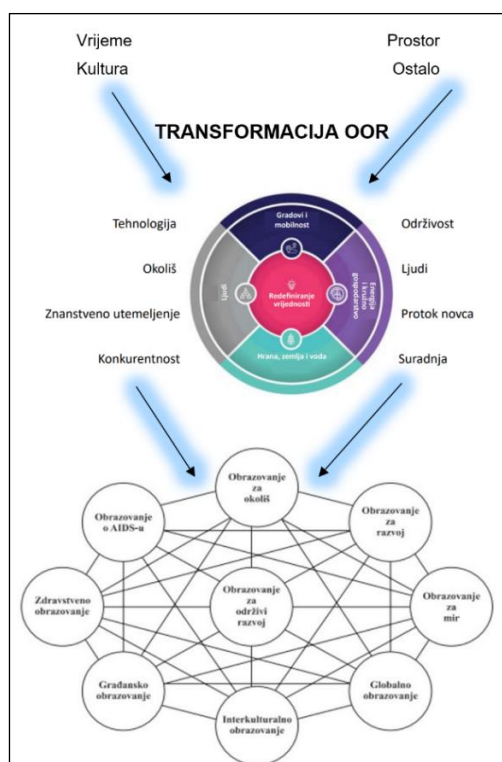 Vrijeme
Prostor
Kultura
Ostalo
TRANSFORMACIJA OOR
Tehnologija
Okoliš
Znanstveno utemeljenje
Konkurentnost
Gradovi i
mobilnost
Ljudi
Redefiniranje
vrijednosti
Energija
i kružno
gospodarstvo
Hrana, zemlja i voda
Održivost
Ljudi
Protok novca
Suradnja
Obrazovanje
za
okoliš
Obrazovanje
o AIDS-u
Obrazovanje
za
razvoj
Zdravstveno
obrazovanje
Obrazovanje
za
održivi
razvoj
Obrazovanje
za
mir
Građansko
obrazovanje
Globalno
obrazovanje
Interkulturalno
obrazovanje